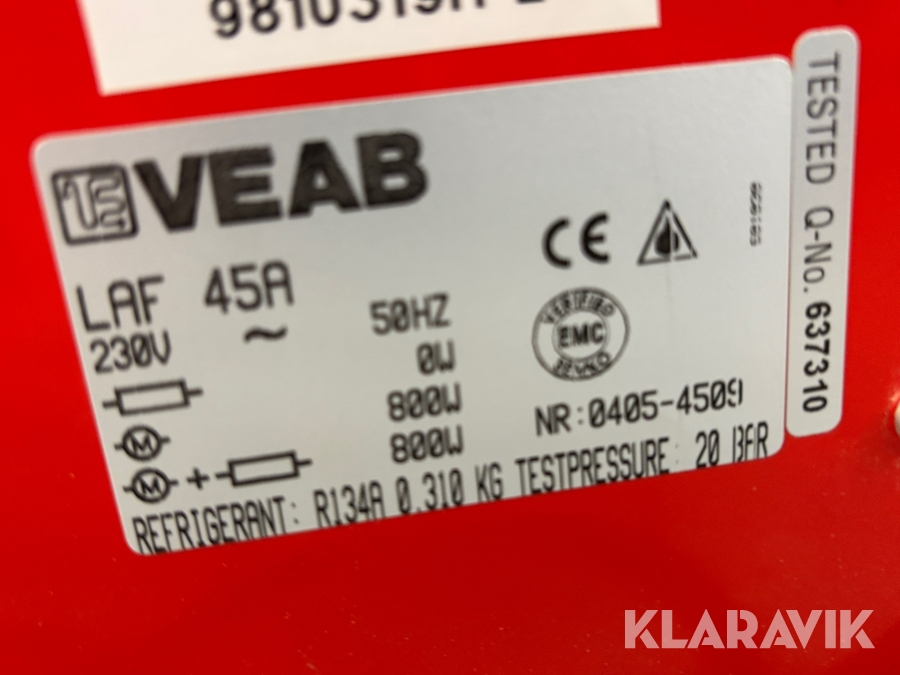 VEAB
LAF 45A
230V ~ 50HZ
0W
800W
M 800W
M +
REFRIGERANT: R134A 0.310 KG TESTPRESSURE: 20 BAR
CE
EMC
NR:0405-4509
TESTED Q-No. 637310
KLARAVIK